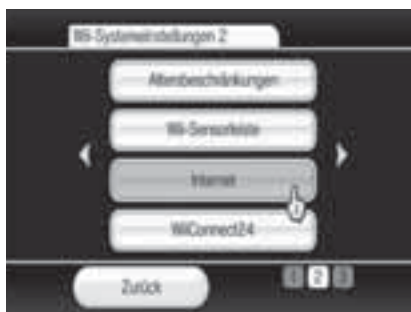 Wii-Systemeinstellungen 2
Altersbeschränkungen
Wii-Sensorleiste
Internet
WiiConnect24
Zurück
1 2 3